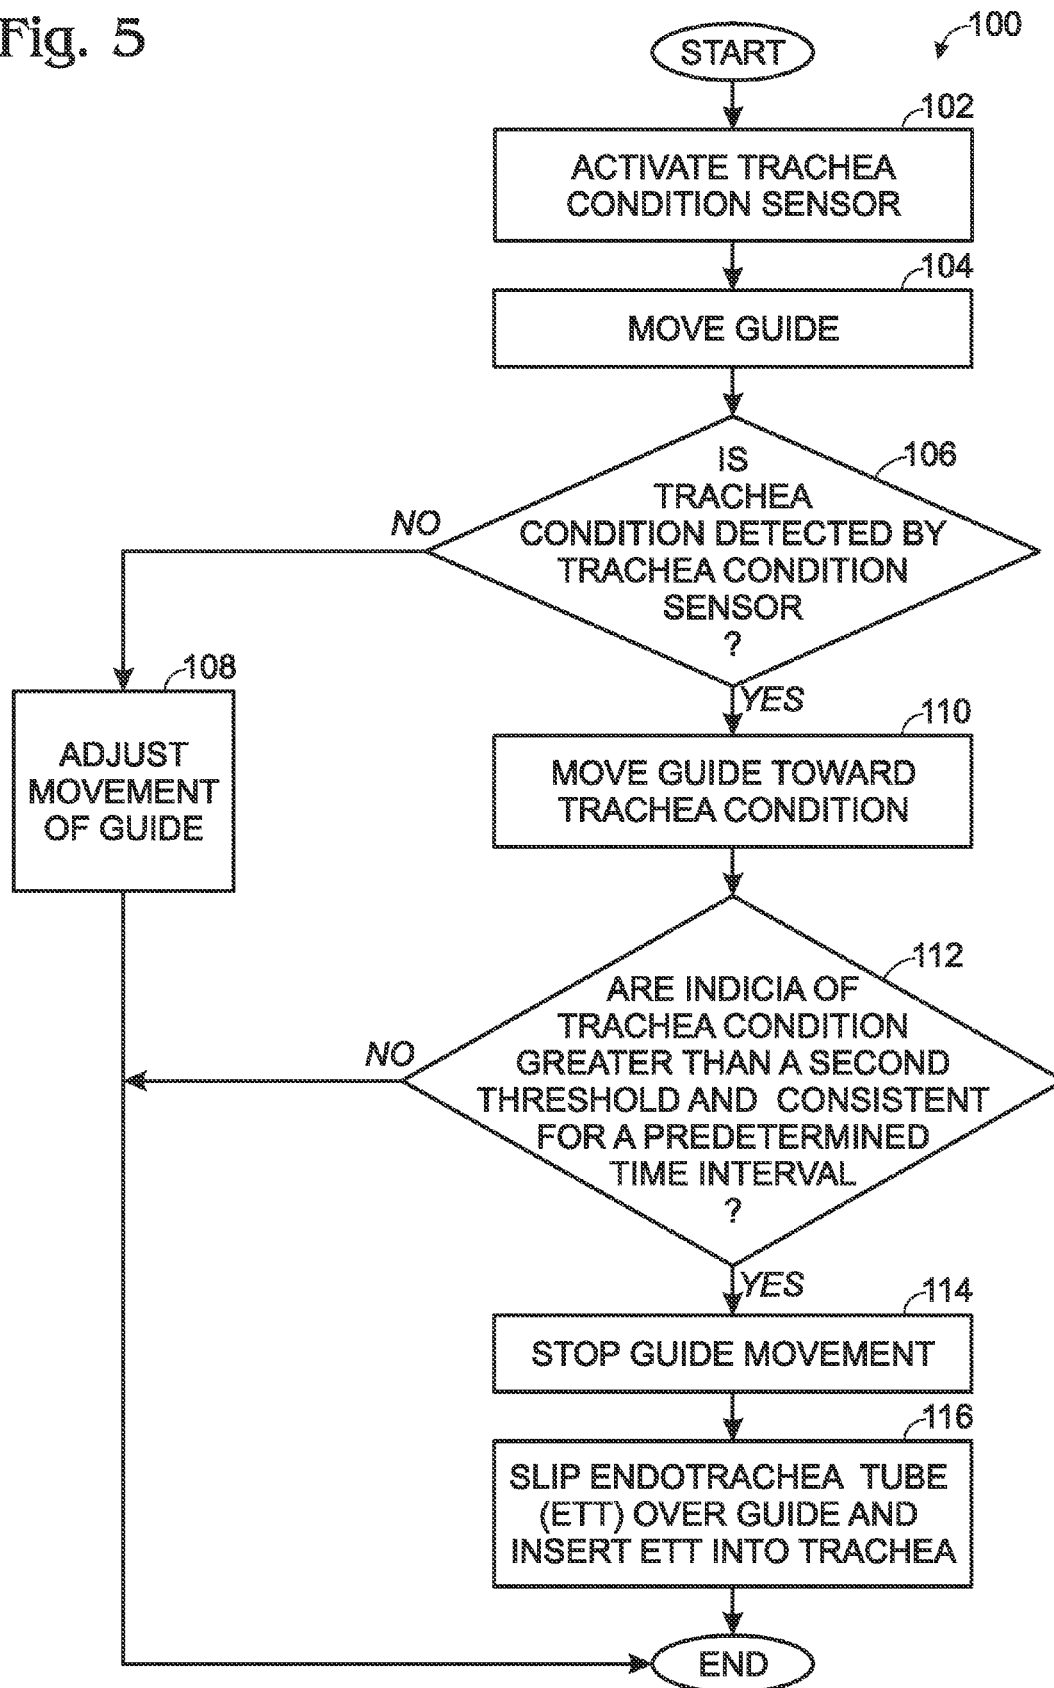 Fig. 5
100
START
102
ACTIVATE TRACHEA
CONDITION SENSOR
104
MOVE GUIDE
106
IS
TRACHEA
CONDITION DETECTED BY
TRACHEA CONDITION
SENSOR
?
NO
YES
108
ADJUST
MOVEMENT
OF GUIDE
110
MOVE GUIDE TOWARD
TRACHEA CONDITION
112
ARE INDICIA OF
TRACHEA CONDITION
GREATER THAN A SECOND
THRESHOLD AND CONSISTENT
FOR A PREDETERMINED
TIME INTERVAL
?
NO
YES
114
STOP GUIDE MOVEMENT
116
SLIP ENDOTRACHEA TUBE
(ETT) OVER GUIDE AND
INSERT ETT INTO TRACHEA
END